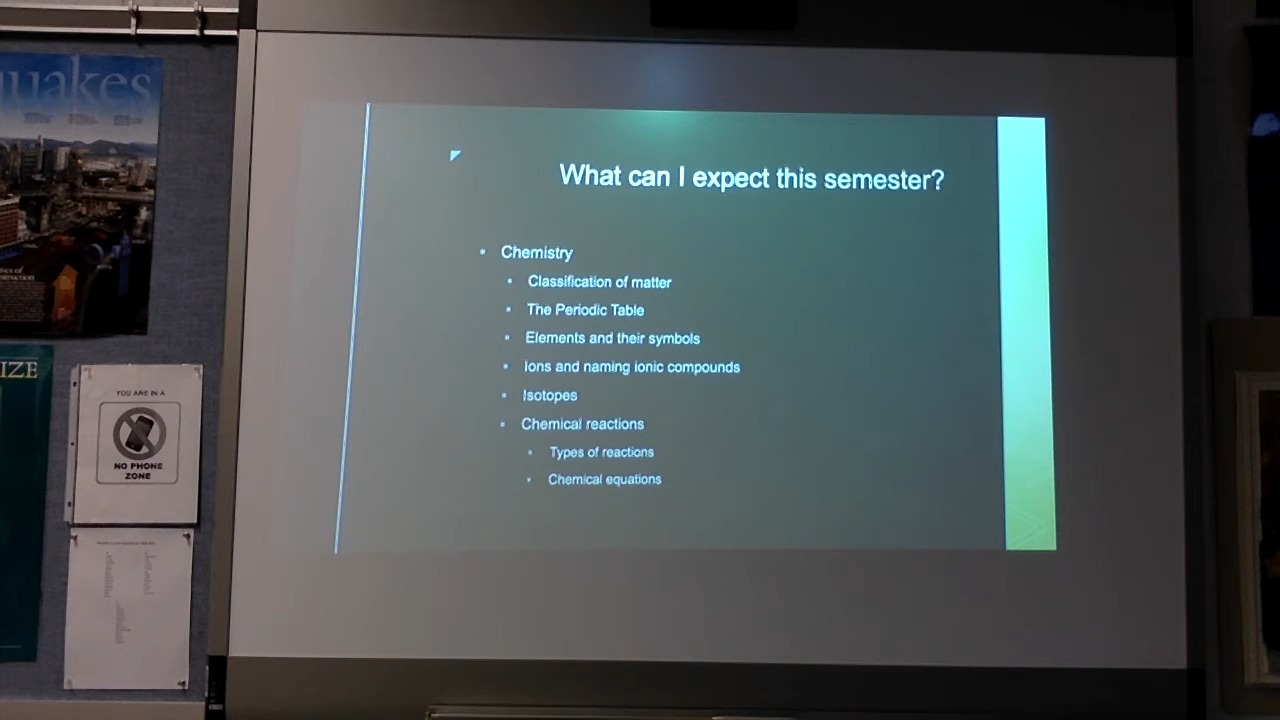 What can I expect this semester?
Chemistry
Classification of matter
The Periodic Table
Elements and their symbols
Ions and naming ionic compounds
Isotopes
Chemical reactions
Types of reactions
Chemical equations
uakes
IZE
YOU ARE IN A
NO PHONE
ZONE